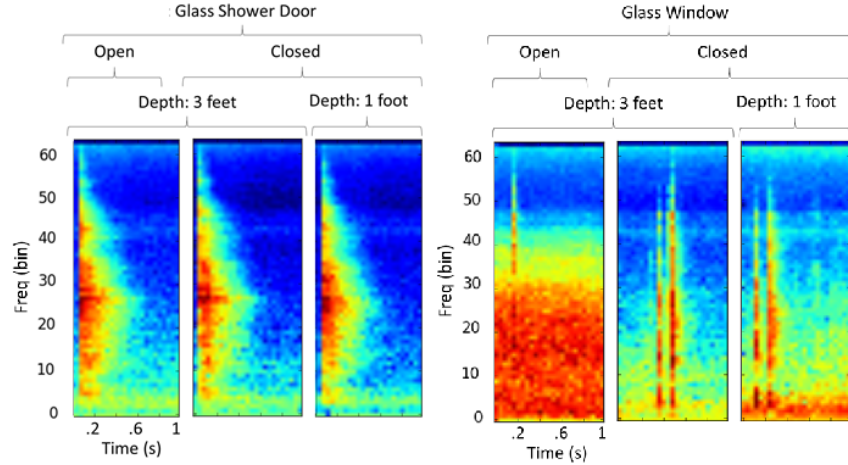 Glass Shower Door
Open Closed
Depth: 3 feet Depth: 1 foot
60
50
40
30
20
10
0
Freq (bin)
.2 .6 1
Time (s)
Glass Window
Open Closed
Depth: 3 feet Depth: 1 foot
60
50
40
30
20
10
0
Freq (bin)
.2 .6 1
Time (s)